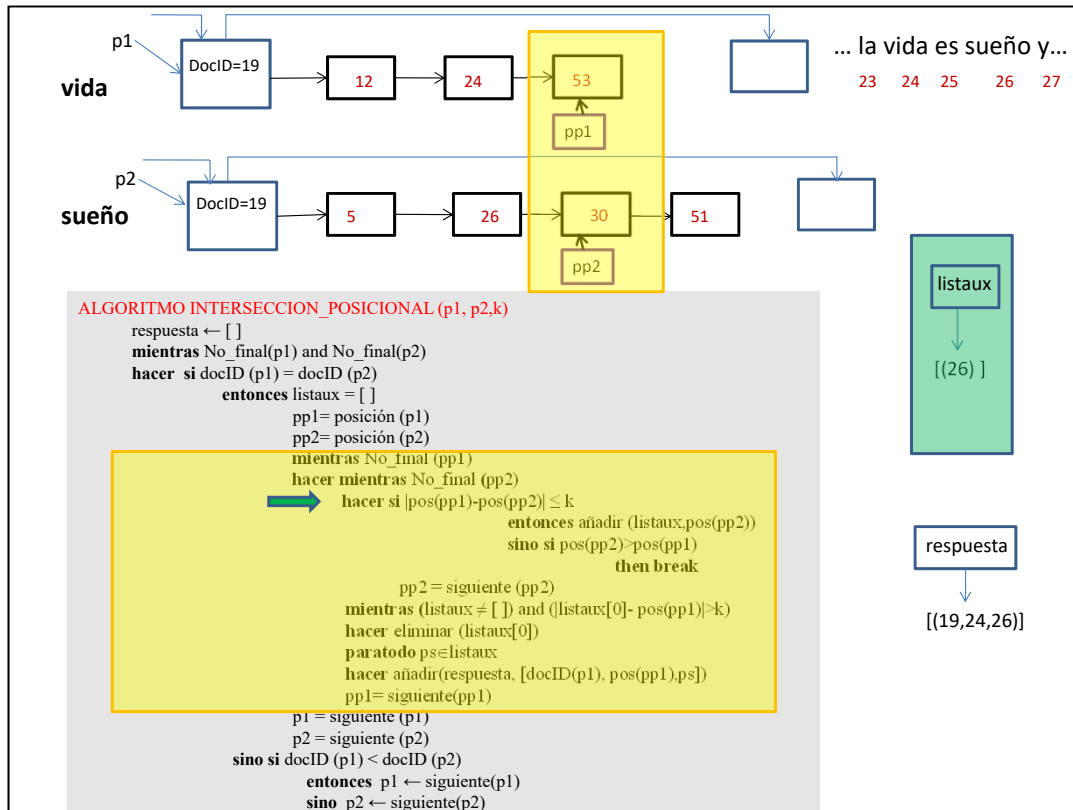 p1
DocID=19
… la vida es sueño y…
vida
12
24
53
23 24 25 26 27
pp1
p2
DocID=19
sueño
5
26
30
51
pp2
listaux
[(26) ]
ALGORITMO INTERSECCION_POSICIONAL (p1, p2,k)
respuesta ← [ ]
mientras No_final(p1) and No_final(p2)
hacer si docID (p1) = docID (p2)
entonces listaux = [ ]
pp1= posición (p1)
pp2= posición (p2)
mientras No_final (pp1)
hacer mientras No_final (pp2)
hacer si |pos(pp1)-pos(pp2)| ≤ k
entonces añadir (listaux,pos(pp2))
sino si pos(pp2)>pos(pp1)
then break
pp2 = siguiente (pp2)
mientras (listaux ≠ [ ]) and (|listaux[0]- pos(pp1)|>k)
hacer eliminar (listaux[0])
paratodo ps∈listaux
hacer añadir(respuesta, [docID(p1), pos(pp1),ps])
pp1= siguiente(pp1)
p1 = siguiente (p1)
p2 = siguiente (p2)
sino si docID (p1) < docID (p2)
entonces p1 ← siguiente(p1)
sino p2 ← siguiente(p2)
respuesta
[(19,24,26)]